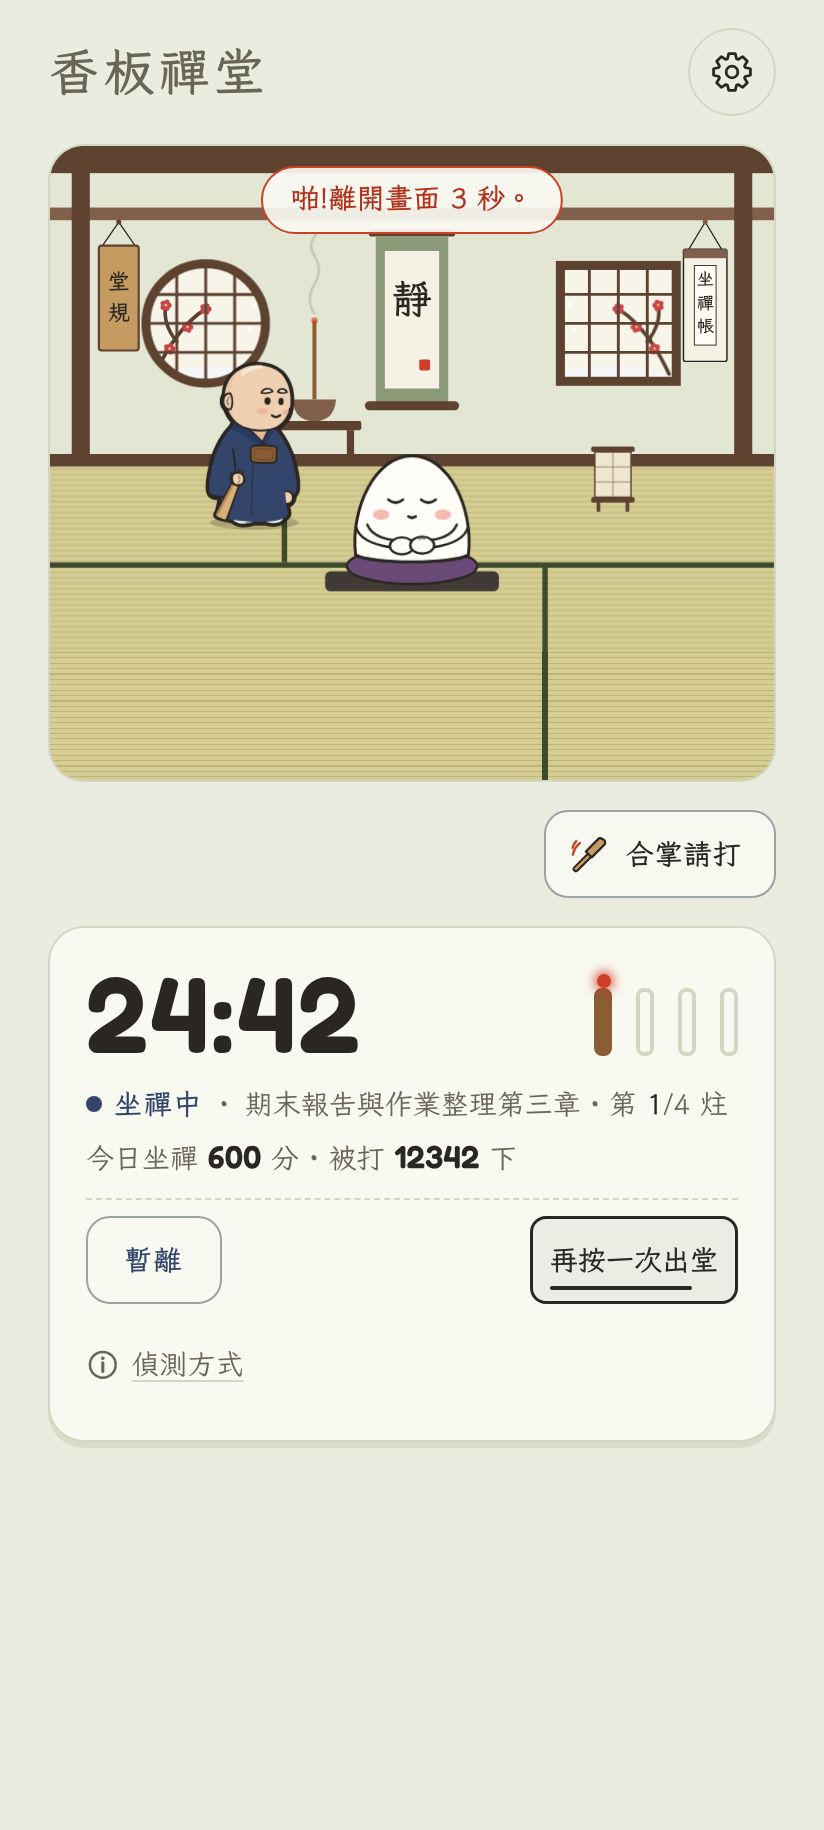 香板禪堂
啪!離開畫面 3 秒。
堂規
靜
坐禪帳
合掌請打
24:42
坐禪中 · 期末報告與作業整理第三章 · 第 1/4 炷
今日坐禪 600 分 · 被打 12342 下
暫離
再按一次出堂
偵測方式